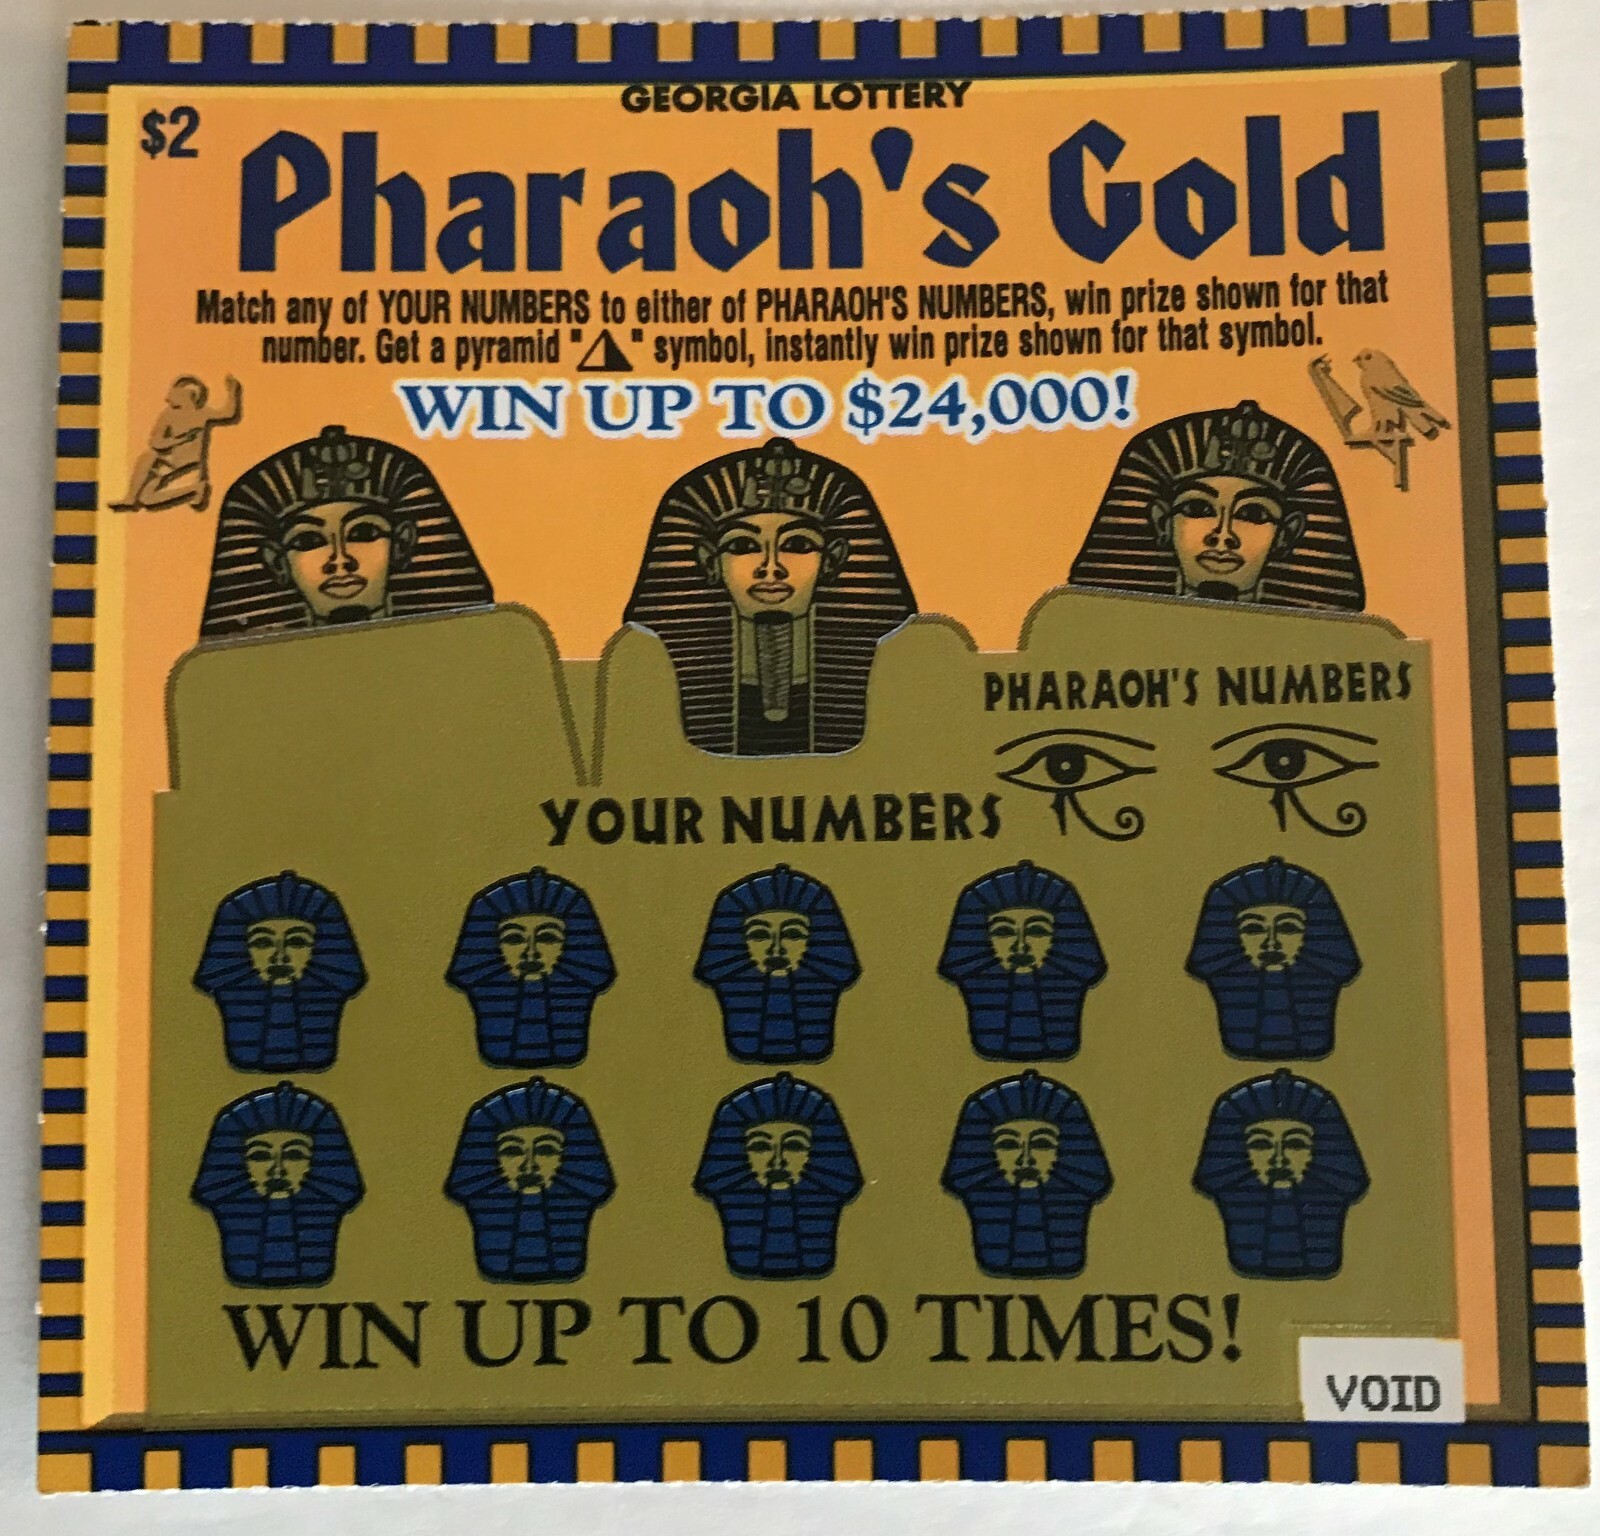 GEORGIA LOTTERY
$2
Pharaoh's Gold
Match any of YOUR NUMBERS to either of PHARAOH'S NUMBERS, win prize shown for that
number. Get a pyramid " " symbol, instantly win prize shown for that symbol.
WIN UP TO $24,000!
PHARAOH'S NUMBERS
YOUR NUMBERS
WIN UP TO 10 TIMES!
VOID